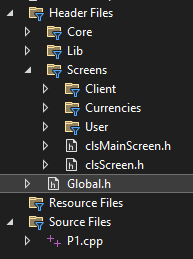 Header Files
Core
Lib
Screens
Client
Currencies
User
clsMainScreen.h
clsScreen.h
Global.h
Resource Files
Source Files
P1.cpp